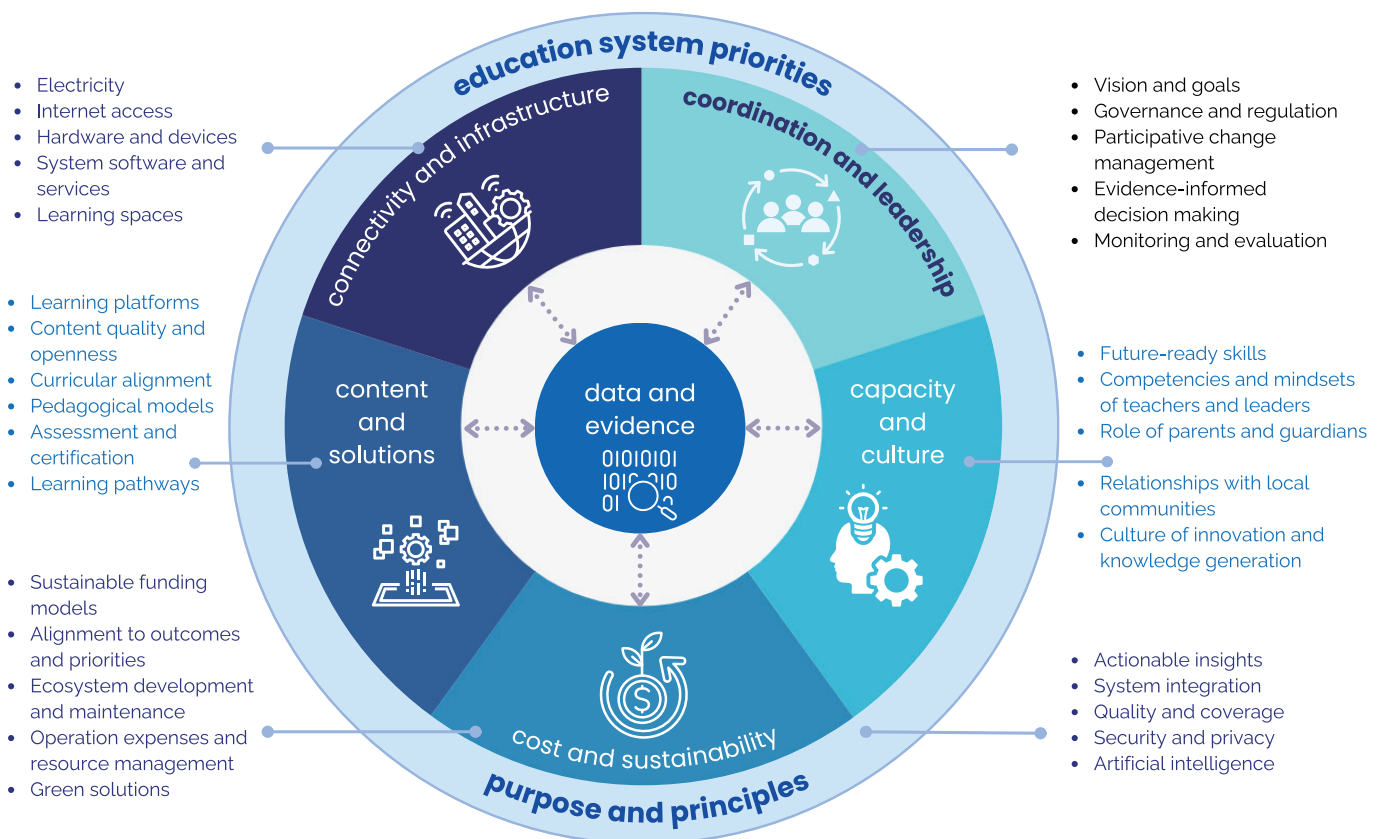 education system priorities
connectivity and infrastructure
coordination and leadership
• Electricity
• Internet access
• Hardware and devices
• System software and
services
• Learning spaces
• Vision and goals
• Governance and regulation
• Participative change
management
• Evidence-informed
decision making
• Monitoring and evaluation
• Learning platforms
• Content quality and
openness
• Curricular alignment
• Pedagogical models
• Assessment and
certification
• Learning pathways
content
and
solutions
data and
evidence
01010101
1010 010
01
capacity
and
culture
• Future-ready skills
• Competencies and mindsets
of teachers and leaders
• Role of parents and guardians
• Relationships with local
communities
• Culture of innovation and
knowledge generation
• Sustainable funding
models
• Alignment to outcomes
and priorities
• Ecosystem development
and maintenance
• Operation expenses and
resource management
• Green solutions
$
cost and sustainability
purpose and principles
• Actionable insights
• System integration
• Quality and coverage
• Security and privacy
• Artificial intelligence